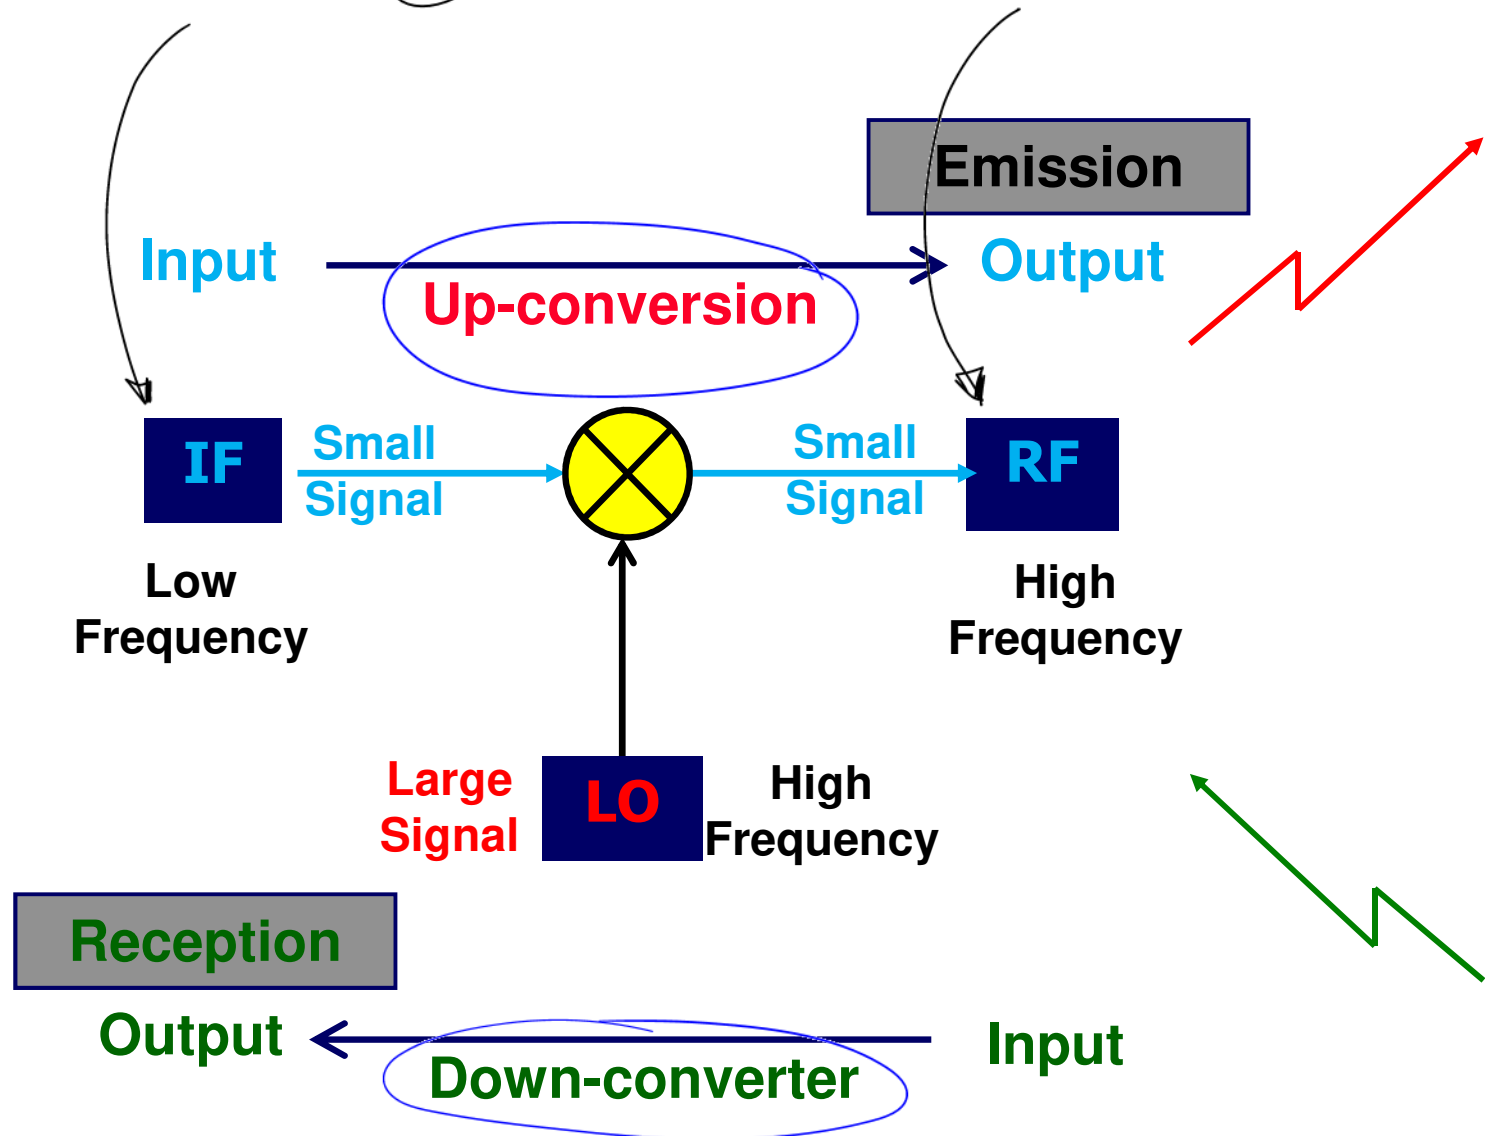 Emission
Input
Output
Up-conversion
IF
Small
Signal
Small
Signal
RF
Low
Frequency
High
Frequency
Large
Signal
LO
High
Frequency
Reception
Output
Input
Down-converter